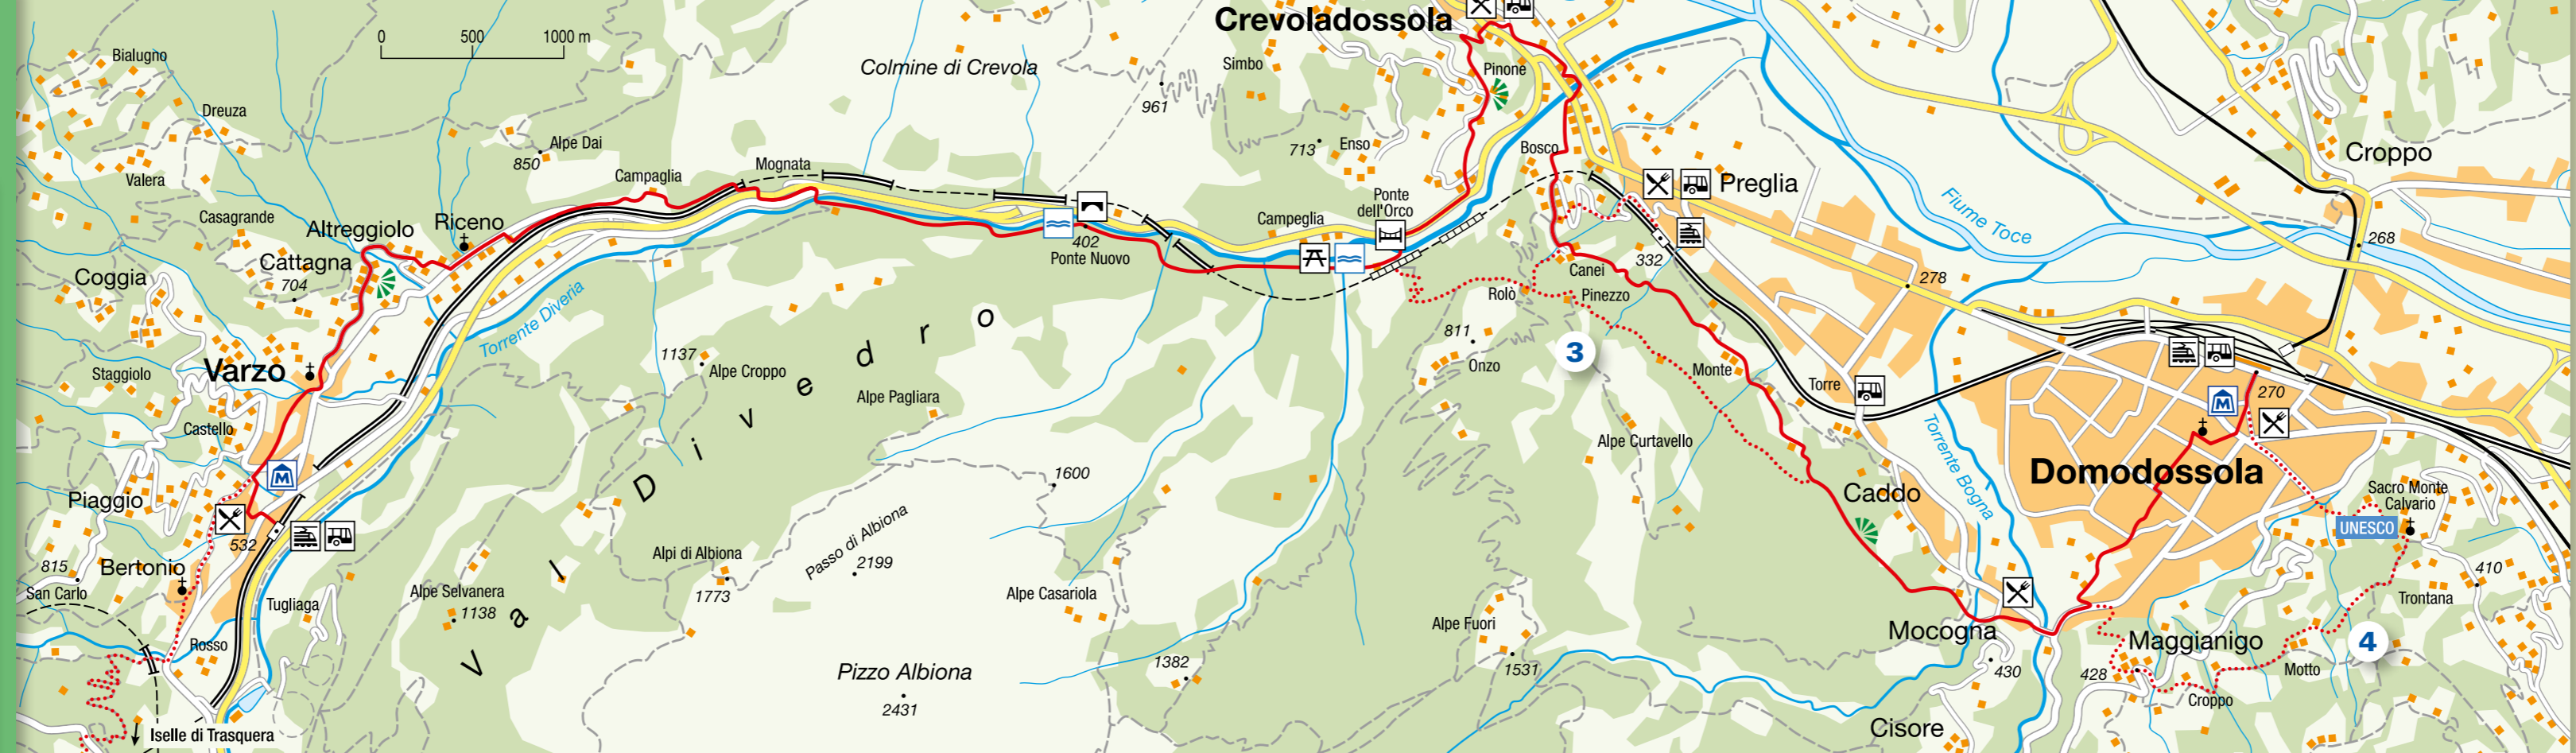 Crevoladossola
0 500 1000 m
Bialugno
Colmine di Crevola
Simbo
Pinone
961
Dreuza
Alpe Dai
850
713
Enso
Bosco
Croppo
Mognata
Campaglia
Valera
Preglia
Casagrande
Altreggiolo
Riceno
Campeglia
Ponte
dell'Orco
Fiume Toce
402
Ponte Nuovo
268
Cattagna
704
Coggia
332
Canei
278
Rolò
Pinezzo
Torrente Diveria
Val Divedro
811
Onzo
3
1137
Alpe Croppo
Varzo
Staggiolo
Monte
Torre
Alpe Pagliara
270
M
Castello
Alpe Curtavello
Torrente Bogna
Domodossola
M
1600
Piaggio
Caddo
Sacro Monte
Calvario
UNESCO
Passo di Albiona
2199
532
Alpi di Albiona
1773
Bertonio
815
San Carlo
410
Alpe Selvanera
1138
Alpe Casariola
Tugliaga
Trontana
Alpe Fuori
1531
Mocogna
Maggianigo
4
Rosso
Pizzo Albiona
2431
1382
430
428
Motto
Croppo
Iselle di Trasquera
Cisore